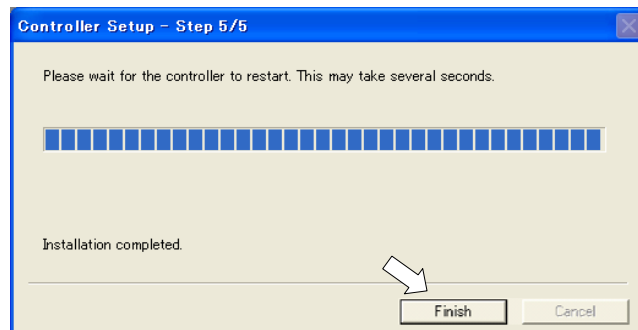 Controller Setup - Step 5/5
Please wait for the controller to restart. This may take several seconds.
Installation completed.
Finish
Cancel